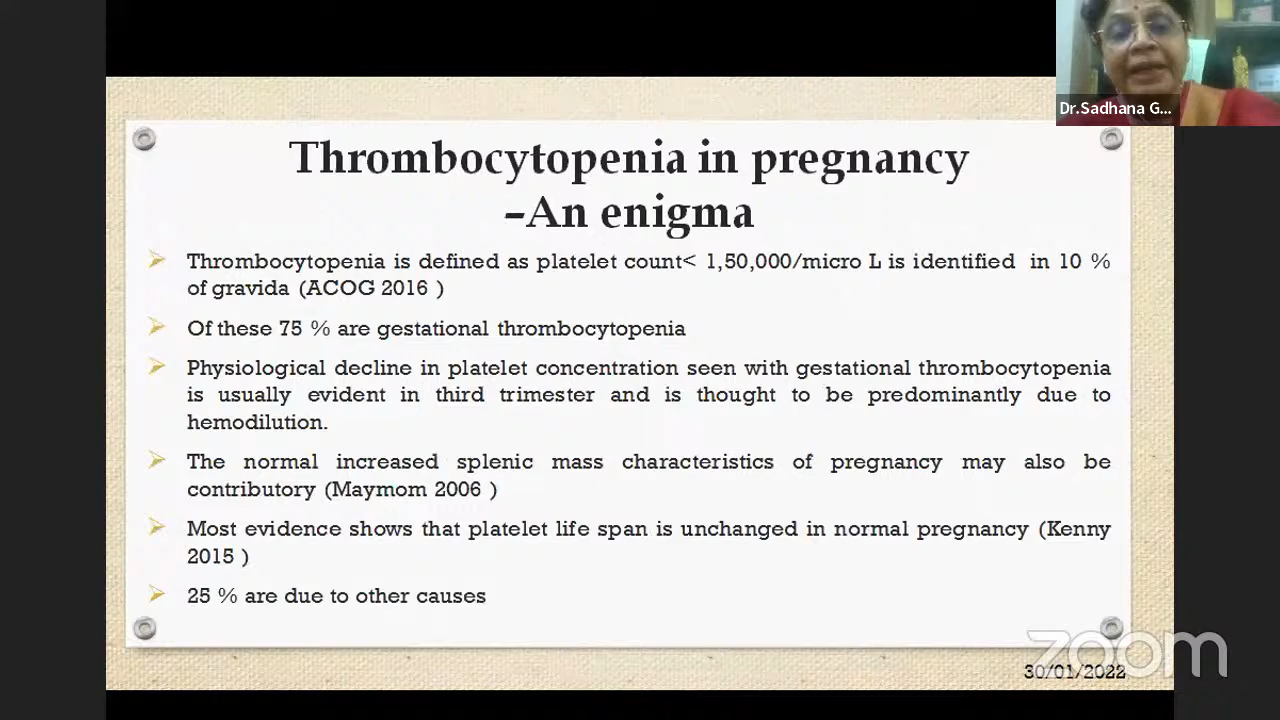 Dr.Sadhana G...
Thrombocytopenia in pregnancy
–An enigma
Thrombocytopenia is defined as platelet count< 1,50,000/micro L is identified in 10 %
of gravida (ACOG 2016 )
Of these 75 % are gestational thrombocytopenia
Physiological decline in platelet concentration seen with gestational thrombocytopenia
is usually evident in third trimester and is thought to be predominantly due to
hemodilution.
The normal increased splenic mass characteristics of pregnancy may also be
contributory (Maymom 2006 )
Most evidence shows that platelet life span is unchanged in normal pregnancy (Kenny
2015 )
25 % are due to other causes
zoom
30/01/2022